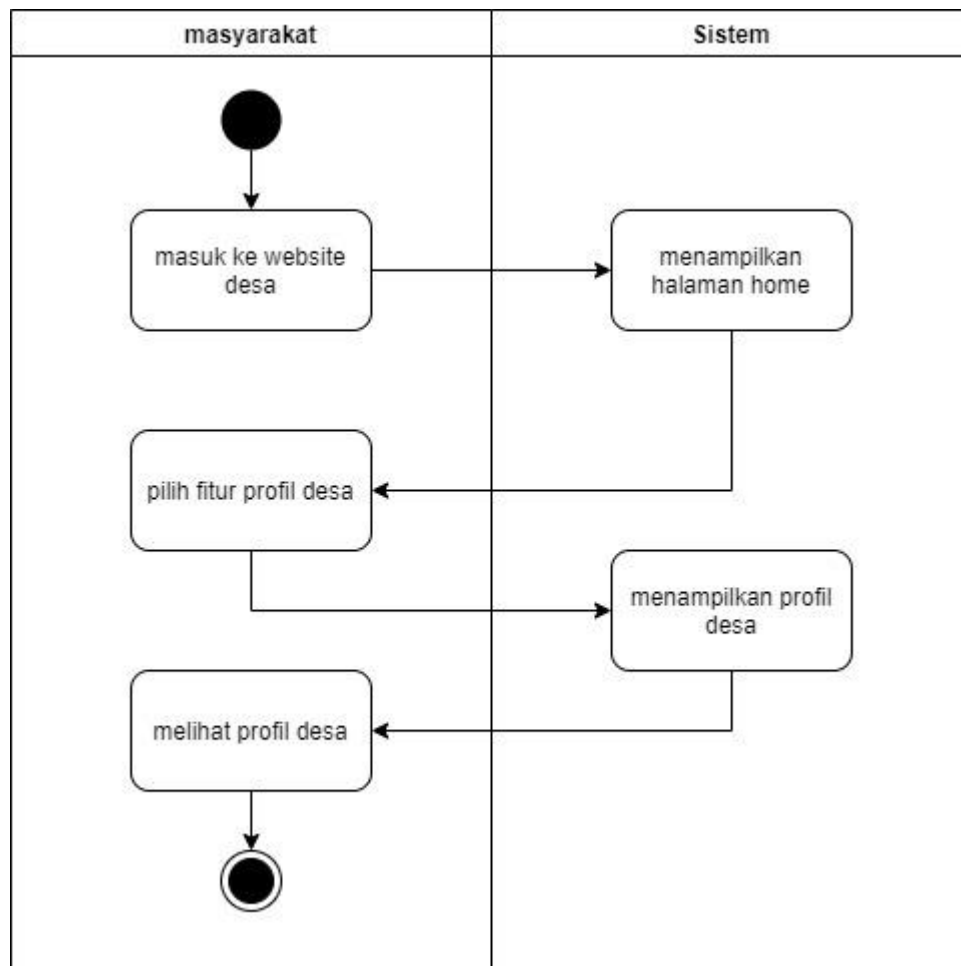 masyarakat
Sistem
masuk ke website
desa
menampilkan
halaman home
pilih fitur profil desa
menampilkan profil
desa
melihat profil desa